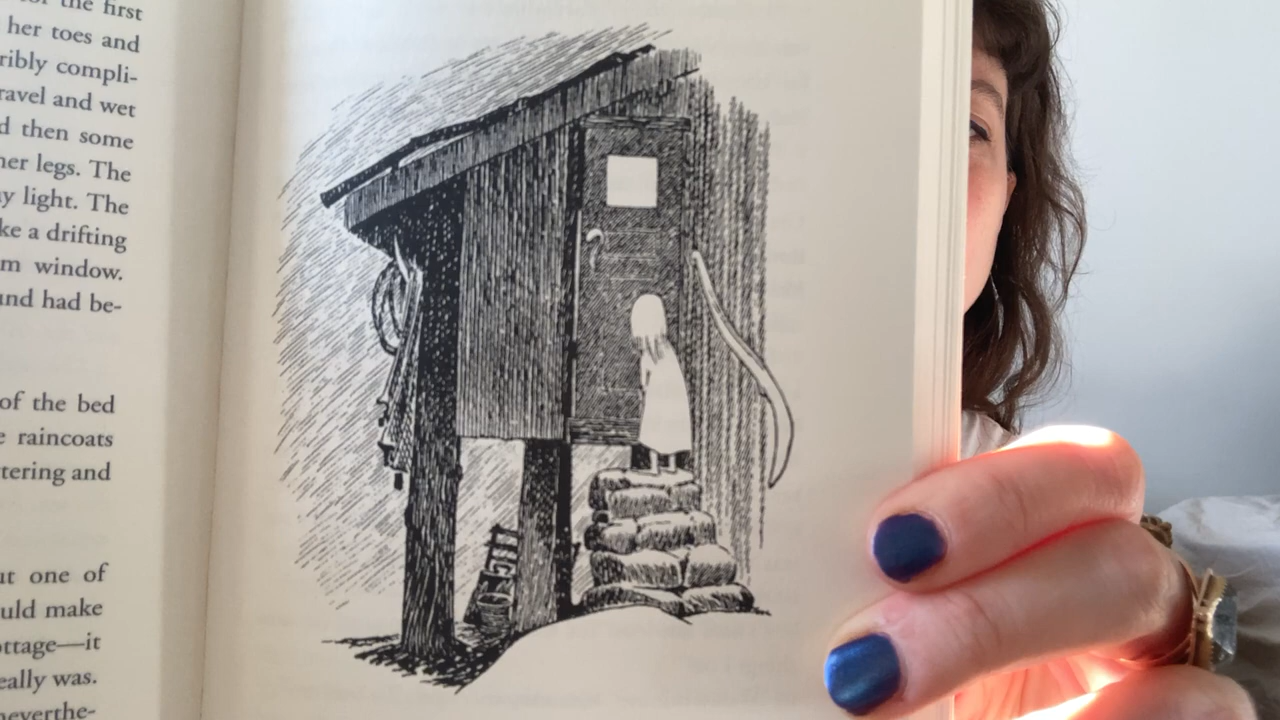 for the first
her toes and
ribly compli-
ravel and wet
d then some
her legs. The
y light. The
ke a drifting
m window.
und had be-
of the bed
e raincoats
tering and
ut one of
uld make
ottage—it
eally was.
neverthe-